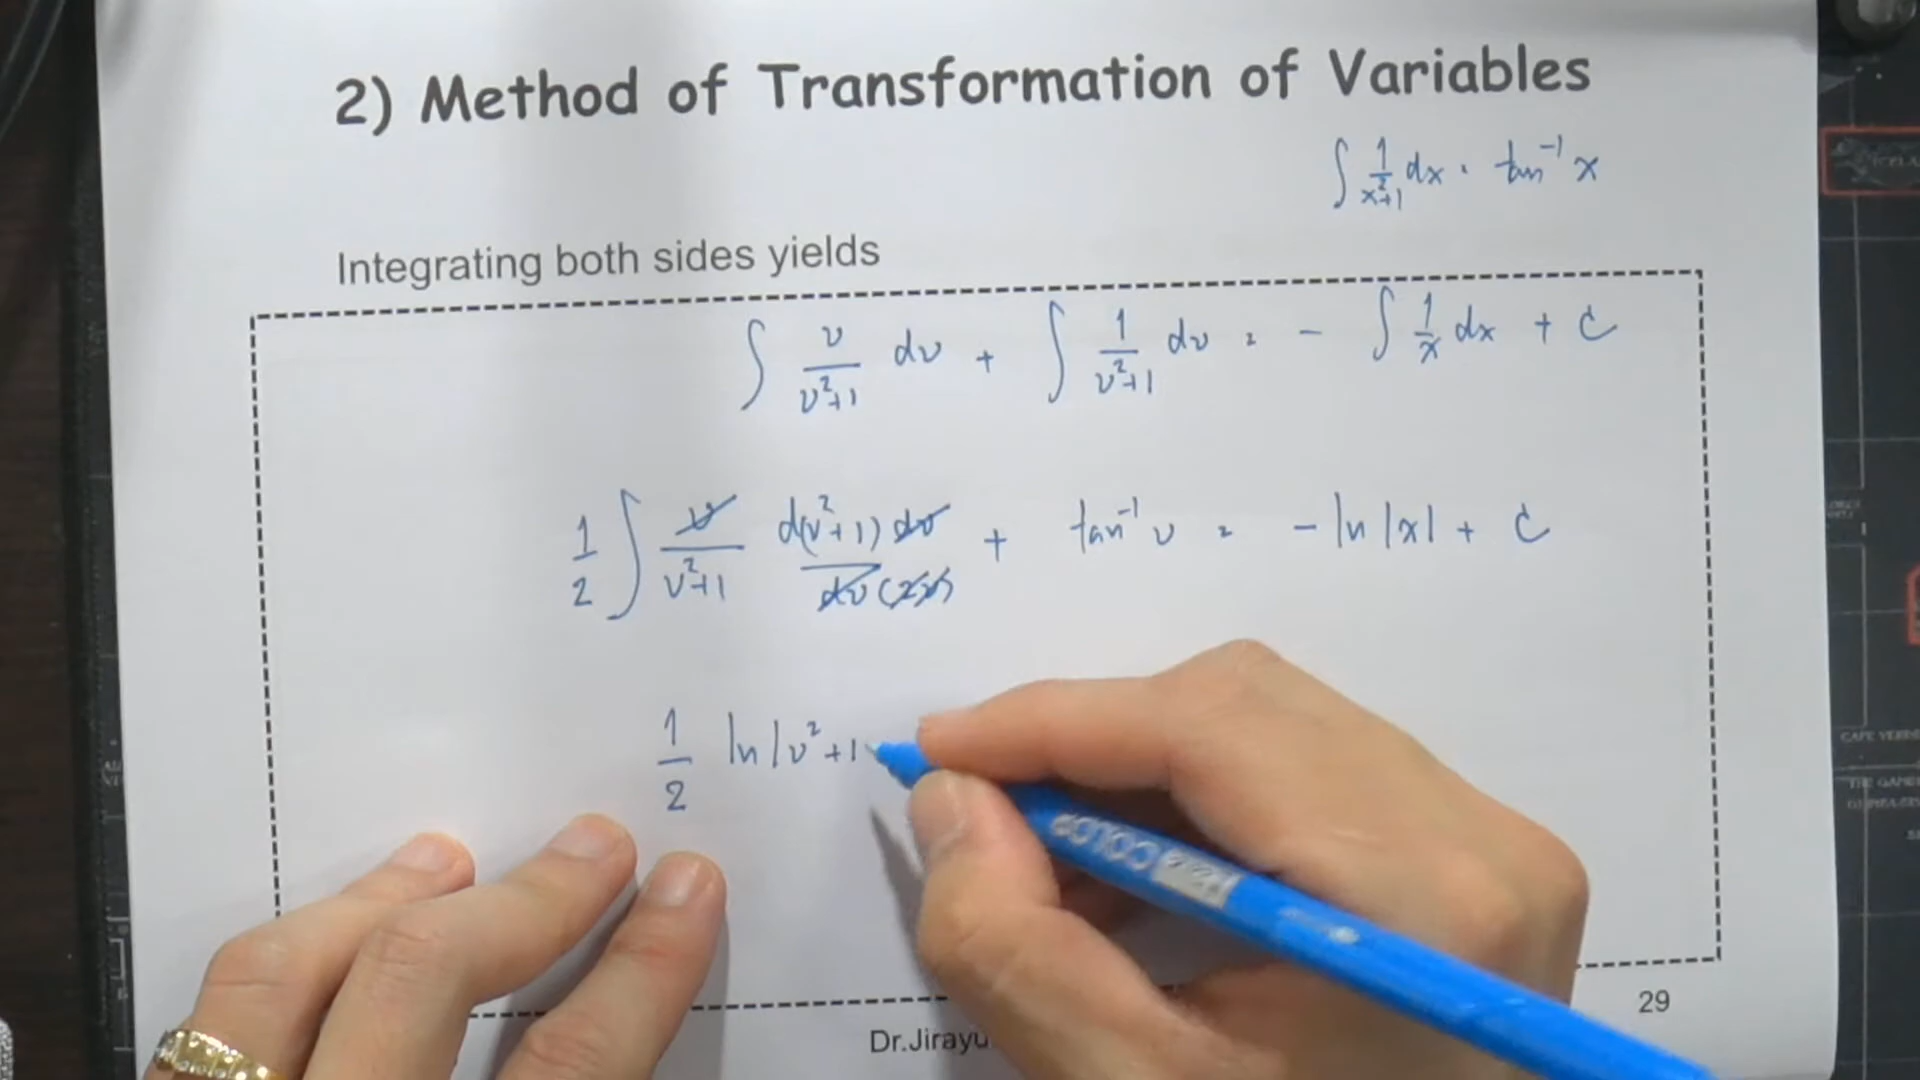 2) Method of Transformation of Variables
∫ 1/(x²+1) dx = tan⁻¹ x
Integrating both sides yields
∫ v/(v²+1) dv + ∫ 1/(v²+1) dv = - ∫ 1/x dx + C
1/2 ∫ v/(v²+1) d(v²+1) dv/(dv (2v)) + tan⁻¹ v = - ln |x| + C
1/2 ln |v² + 1
COLOR
29
Dr.Jirayu